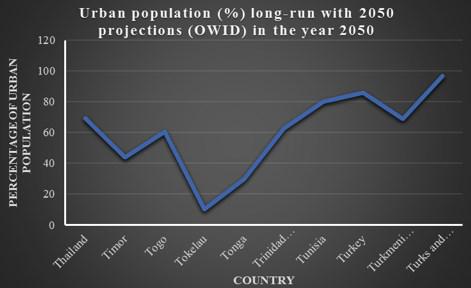 Urban population (%) long-run with 2050
projections (OWID) in the year 2050
PERCENTAGE OF URBAN
POPULATION
120
100
80
60
40
20
0
Thailand
Timor
Togo
Tokelau
Tonga
Trinidad…
Tunisia
Turkey
Turkmeni…
Turks and…
COUNTRY